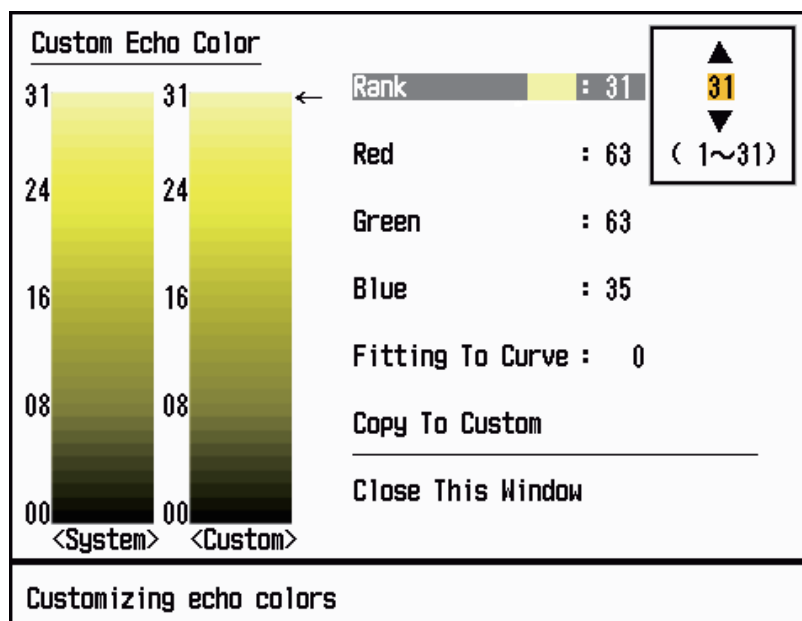 Custom Echo Color
31
24
16
08
00
<System>
31
24
16
08
00
<Custom>
←
Rank : 31
Red : 63
Green : 63
Blue : 35
Fitting To Curve : 0
Copy To Custom
Close This Window
▲
31
▼
( 1～31)
Customizing echo colors